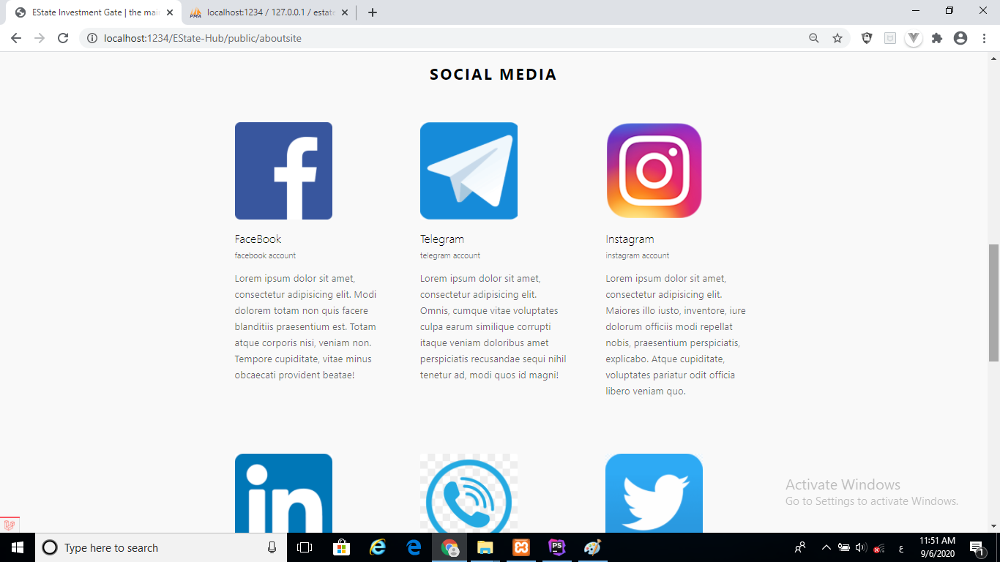 EState Investment Gate | the mai
localhost:1234 / 127.0.0.1 / estate
localhost:1234/EState-Hub/public/aboutsite
SOCIAL MEDIA
FaceBook
facebook account
Lorem ipsum dolor sit amet,
consectetur adipisicing elit. Modi
dolorem totam non quis facere
blanditiis praesentium est. Totam
atque corporis nisi, veniam non.
Tempore cupiditate, vitae minus
obcaecati provident beatae!
Telegram
telegram account
Lorem ipsum dolor sit amet,
consectetur adipisicing elit.
Omnis, cumque vitae voluptates
culpa earum similique corrupti
itaque veniam doloribus amet
perspiciatis recusandae sequi nihil
tenetur ad, modi quos id magni!
Instagram
instagram account
Lorem ipsum dolor sit amet,
consectetur adipisicing elit.
Maiores illo iusto, inventore, iure
dolorum officiis modi repellat
nobis, praesentium perspiciatis,
explicabo. Atque cupiditate,
voluptates pariatur odit officia
libero veniam quo.
in
Activate Windows
Go to Settings to activate Windows.
Type here to search
PS
ع
11:51 AM
9/6/2020
1